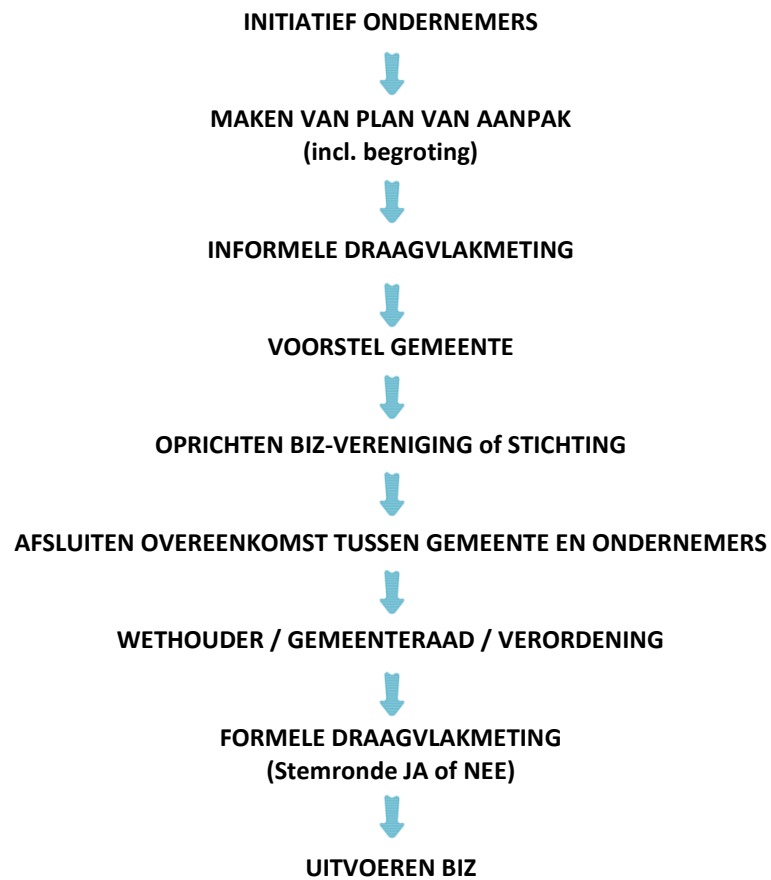 INITIATIEF ONDERNEMERS
MAKEN VAN PLAN VAN AANPAK
(incl. begroting)
INFORMELE DRAAGVLAKMETING
VOORSTEL GEMEENTE
OPRICHTEN BIZ-VERENIGING of STICHTING
AFSLUITEN OVEREENKOMST TUSSEN GEMEENTE EN ONDERNEMERS
WETHOUDER / GEMEENTERAAD / VERORDENING
FORMELE DRAAGVLAKMETING
(Stemronde JA of NEE)
UITVOEREN BIZ